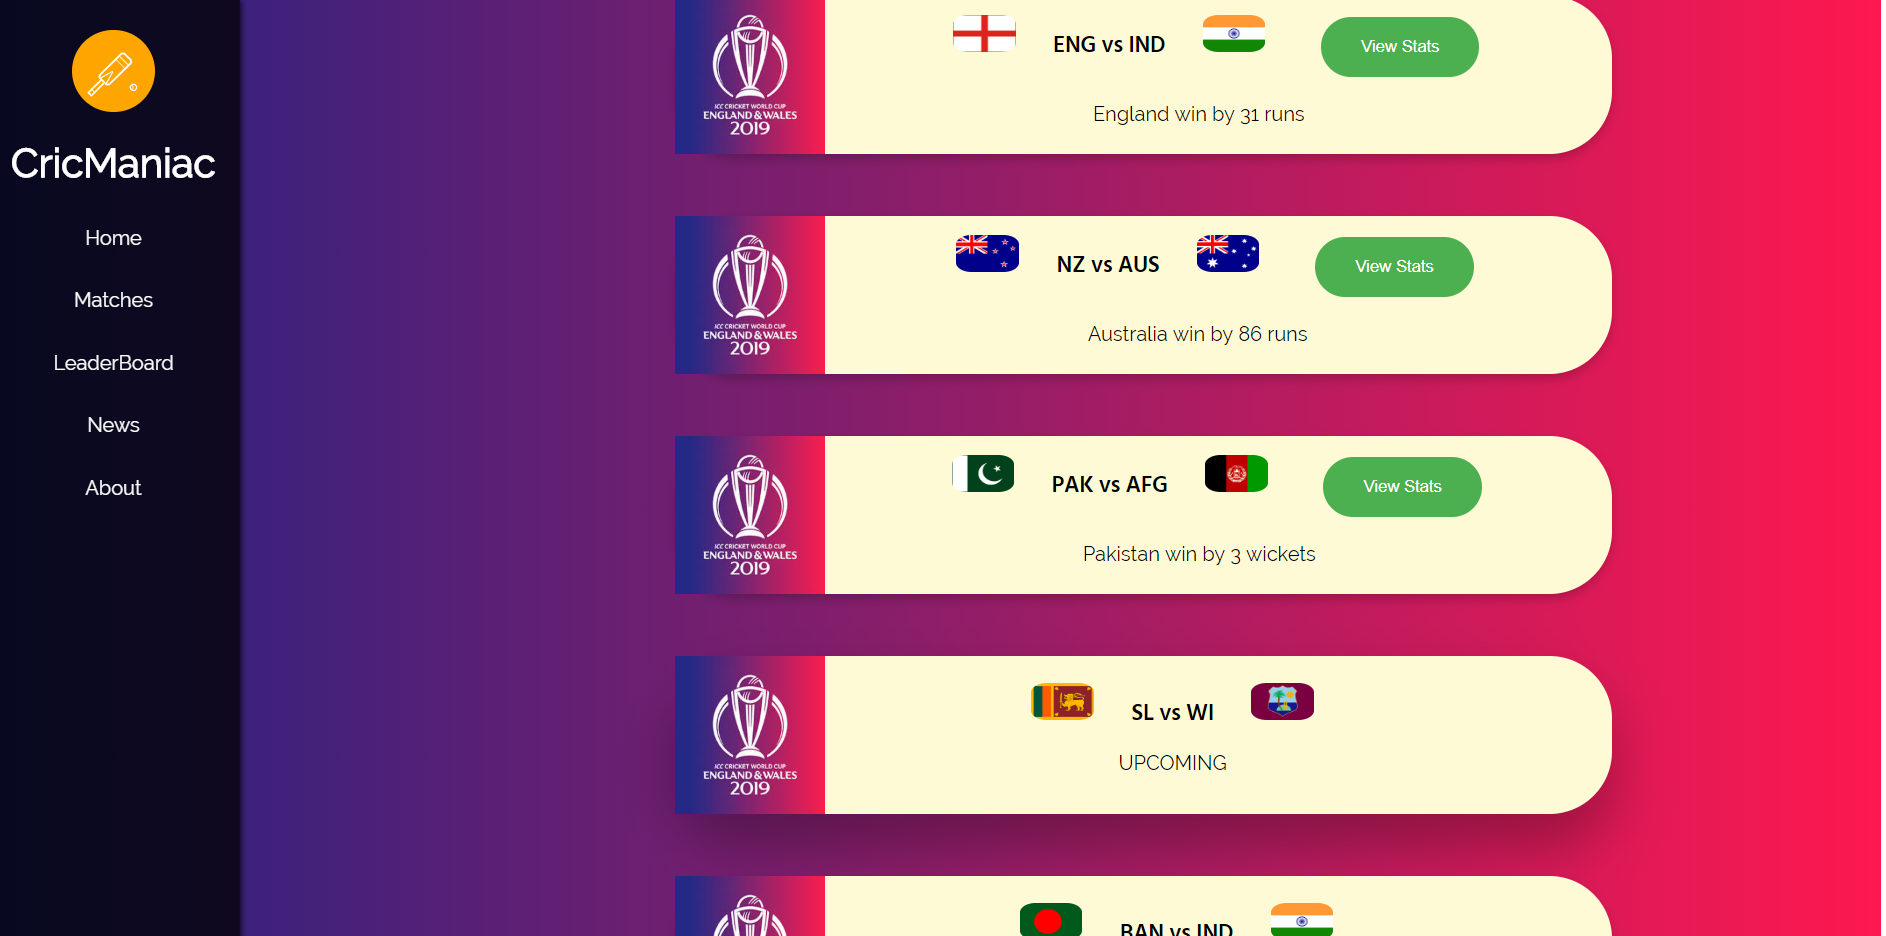 CricManiac
Home
Matches
LeaderBoard
News
About
ICC CRICKET WORLD CUP
ENGLAND & WALES
2019
ENG vs IND
View Stats
England win by 31 runs
ICC CRICKET WORLD CUP
ENGLAND & WALES
2019
NZ vs AUS
View Stats
Australia win by 86 runs
ICC CRICKET WORLD CUP
ENGLAND & WALES
2019
PAK vs AFG
View Stats
Pakistan win by 3 wickets
ICC CRICKET WORLD CUP
ENGLAND & WALES
2019
SL vs WI
UPCOMING
BAN vs IND